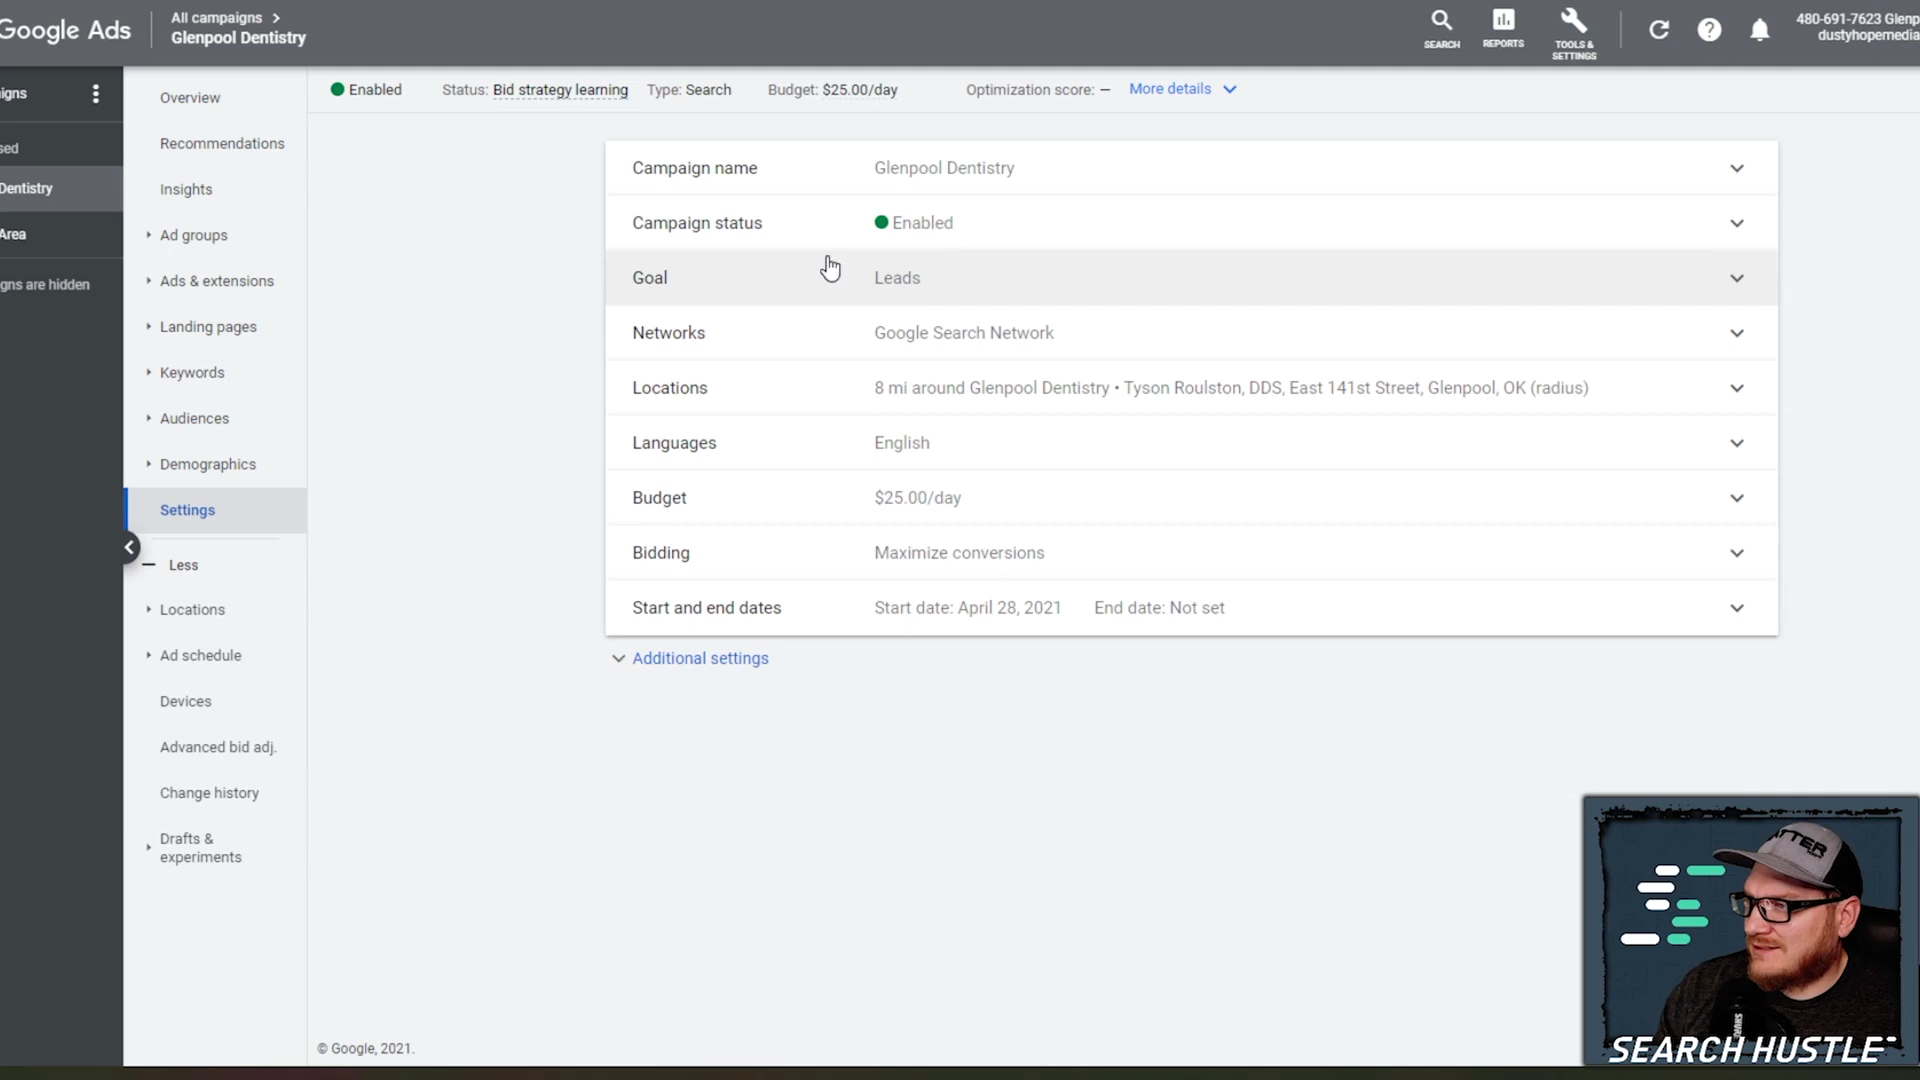 Google Ads
All campaigns
Glenpool Dentistry
SEARCH
REPORTS
TOOLS &
SETTINGS
480-691-7623 Glenp
dustyhopemedia
igns
sed
Dentistry
Area
gns are hidden
Overview
Recommendations
Insights
Ad groups
Ads & extensions
Landing pages
Keywords
Audiences
Demographics
Settings
Less
Locations
Ad schedule
Devices
Advanced bid adj.
Change history
Drafts &
experiments
Enabled Status: Bid strategy learning Type: Search Budget: $25.00/day Optimization score: — More details
Campaign name Glenpool Dentistry
Campaign status Enabled
Goal Leads
Networks Google Search Network
Locations 8 mi around Glenpool Dentistry • Tyson Roulston, DDS, East 141st Street, Glenpool, OK (radius)
Languages English
Budget $25.00/day
Bidding Maximize conversions
Start and end dates Start date: April 28, 2021 End date: Not set
Additional settings
© Google, 2021.
SEARCH HUSTLE